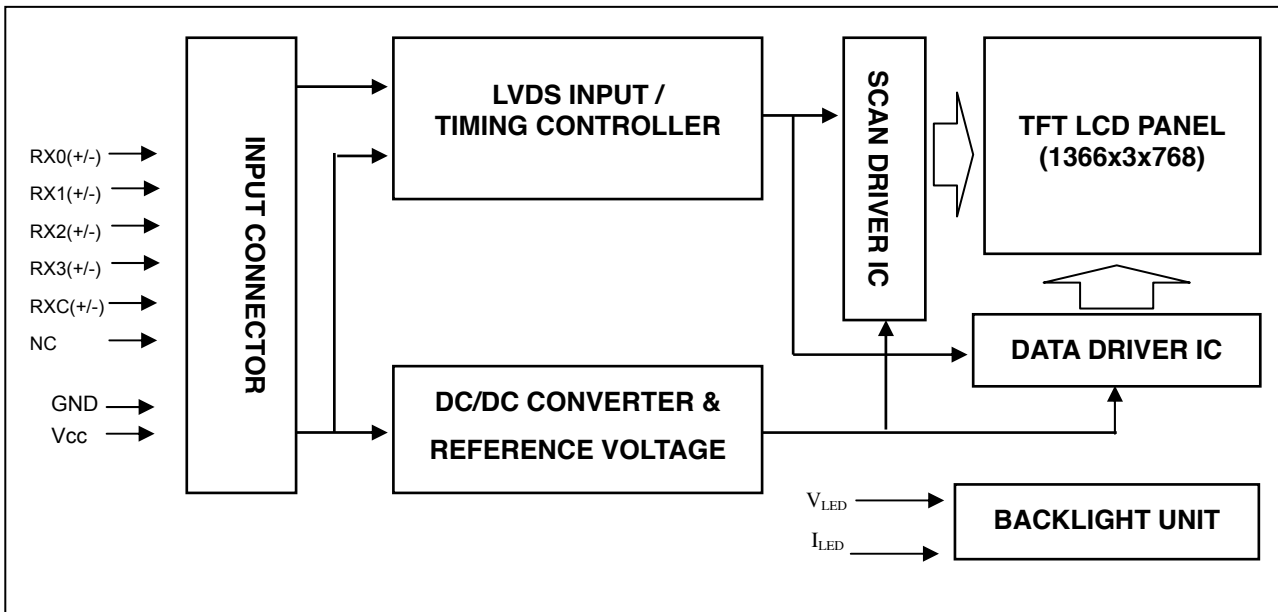 RX0(+/-)
RX1(+/-)
RX2(+/-)
RX3(+/-)
RXC(+/-)
NC
GND
Vcc
INPUT CONNECTOR
LVDS INPUT /
TIMING CONTROLLER
DC/DC CONVERTER &
REFERENCE VOLTAGE
SCAN DRIVER IC
TFT LCD PANEL
(1366x3x768)
DATA DRIVER IC
VLED
ILED
BACKLIGHT UNIT